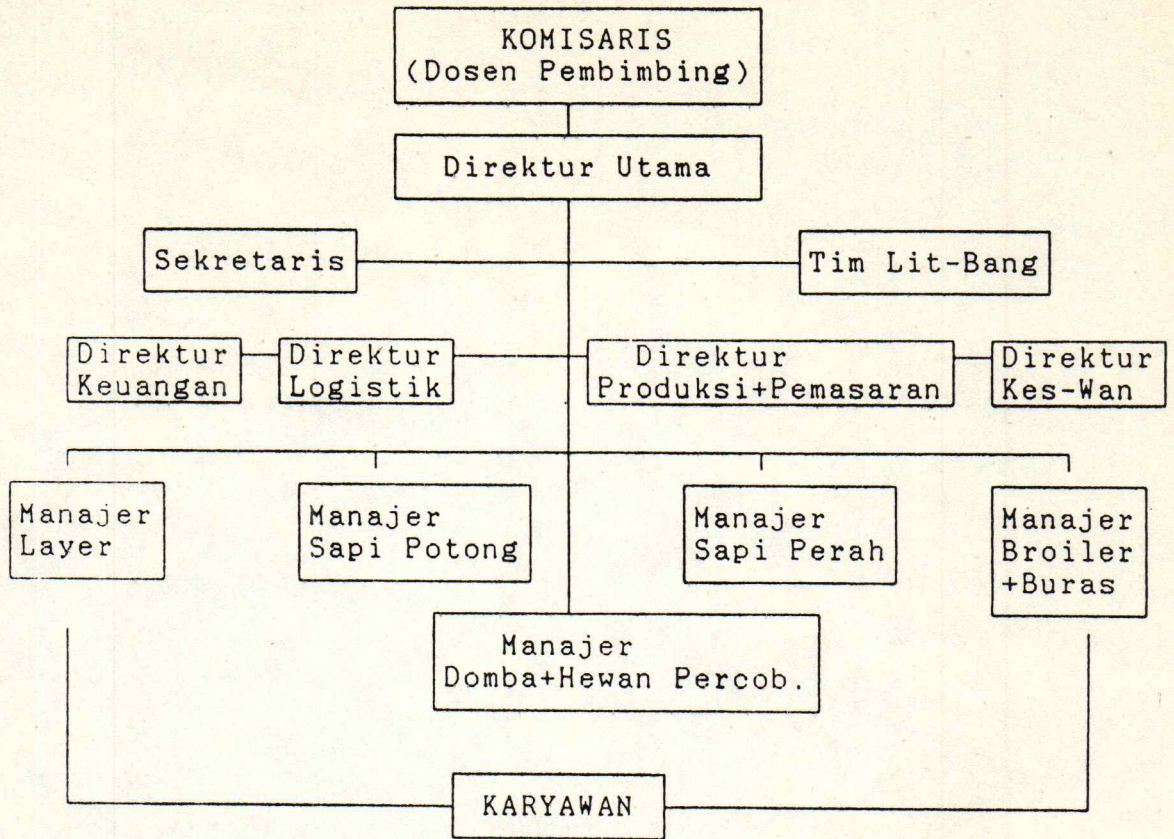 KOMISARIS
(Dosen Pembimbing)
Direktur Utama
Sekretaris
Tim Lit-Bang
Direktur
Keuangan
Direktur
Logistik
Direktur
Produksi+Pemasaran
Direktur
Kes-Wan
Manajer
Layer
Manajer
Sapi Potong
Manajer
Sapi Perah
Manajer
Broiler
+Buras
Manajer
Domba+Hewan Percob.
KARYAWAN